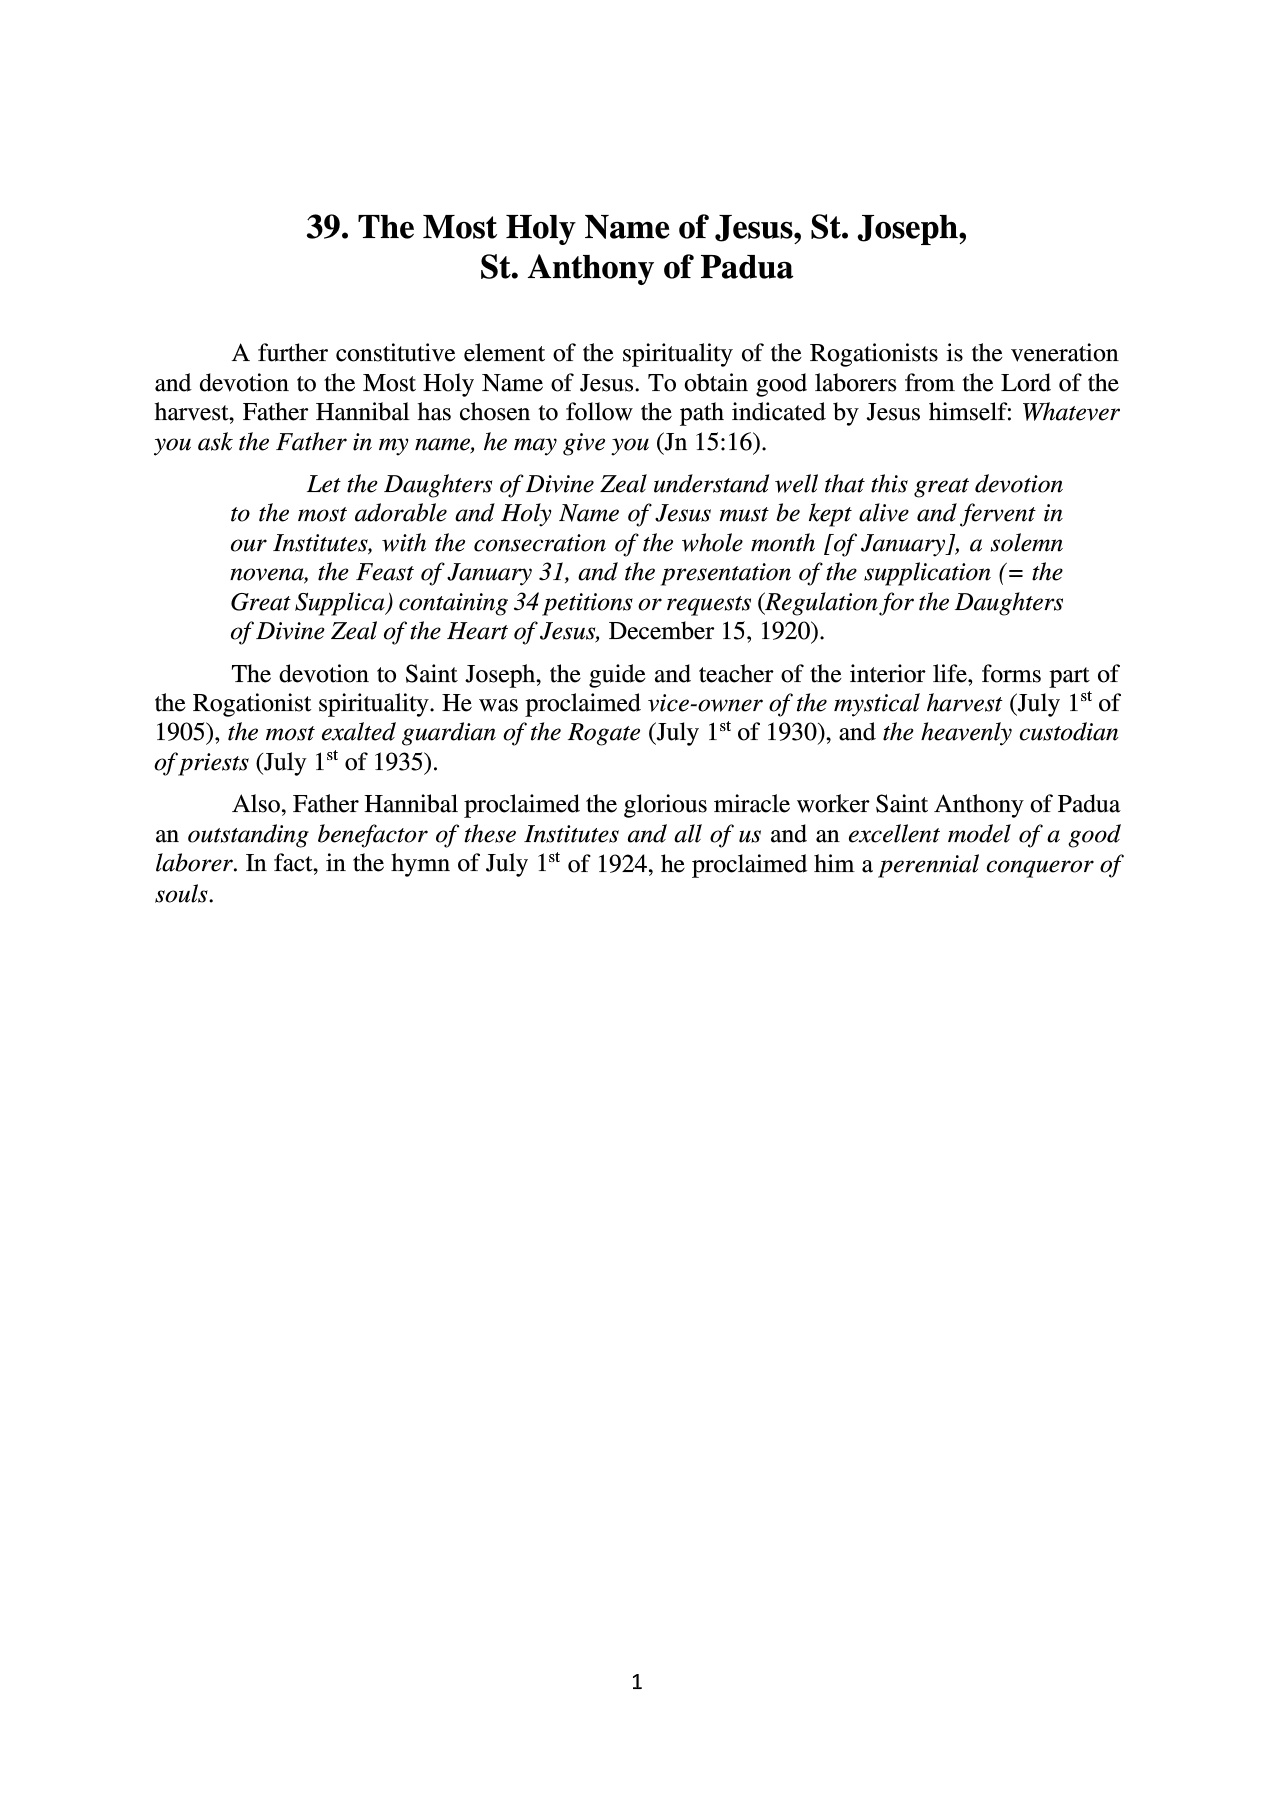 39. The Most Holy Name of Jesus, St. Joseph,
St. Anthony of Padua
A further constitutive element of the spirituality of the Rogationists is the veneration
and devotion to the Most Holy Name of Jesus. To obtain good laborers from the Lord of the
harvest, Father Hannibal has chosen to follow the path indicated by Jesus himself: Whatever
you ask the Father in my name, he may give you (Jn 15:16).
Let the Daughters of Divine Zeal understand well that this great devotion
to the most adorable and Holy Name of Jesus must be kept alive and fervent in
our Institutes, with the consecration of the whole month [of January], a solemn
novena, the Feast of January 31, and the presentation of the supplication (= the
Great Supplica) containing 34 petitions or requests (Regulation for the Daughters
of Divine Zeal of the Heart of Jesus, December 15, 1920).
The devotion to Saint Joseph, the guide and teacher of the interior life, forms part of
the Rogationist spirituality. He was proclaimed vice-owner of the mystical harvest (July 1st of
1905), the most exalted guardian of the Rogate (July 1st of 1930), and the heavenly custodian
of priests (July 1st of 1935).
Also, Father Hannibal proclaimed the glorious miracle worker Saint Anthony of Padua
an outstanding benefactor of these Institutes and all of us and an excellent model of a good
laborer. In fact, in the hymn of July 1st of 1924, he proclaimed him a perennial conqueror of
souls.
1